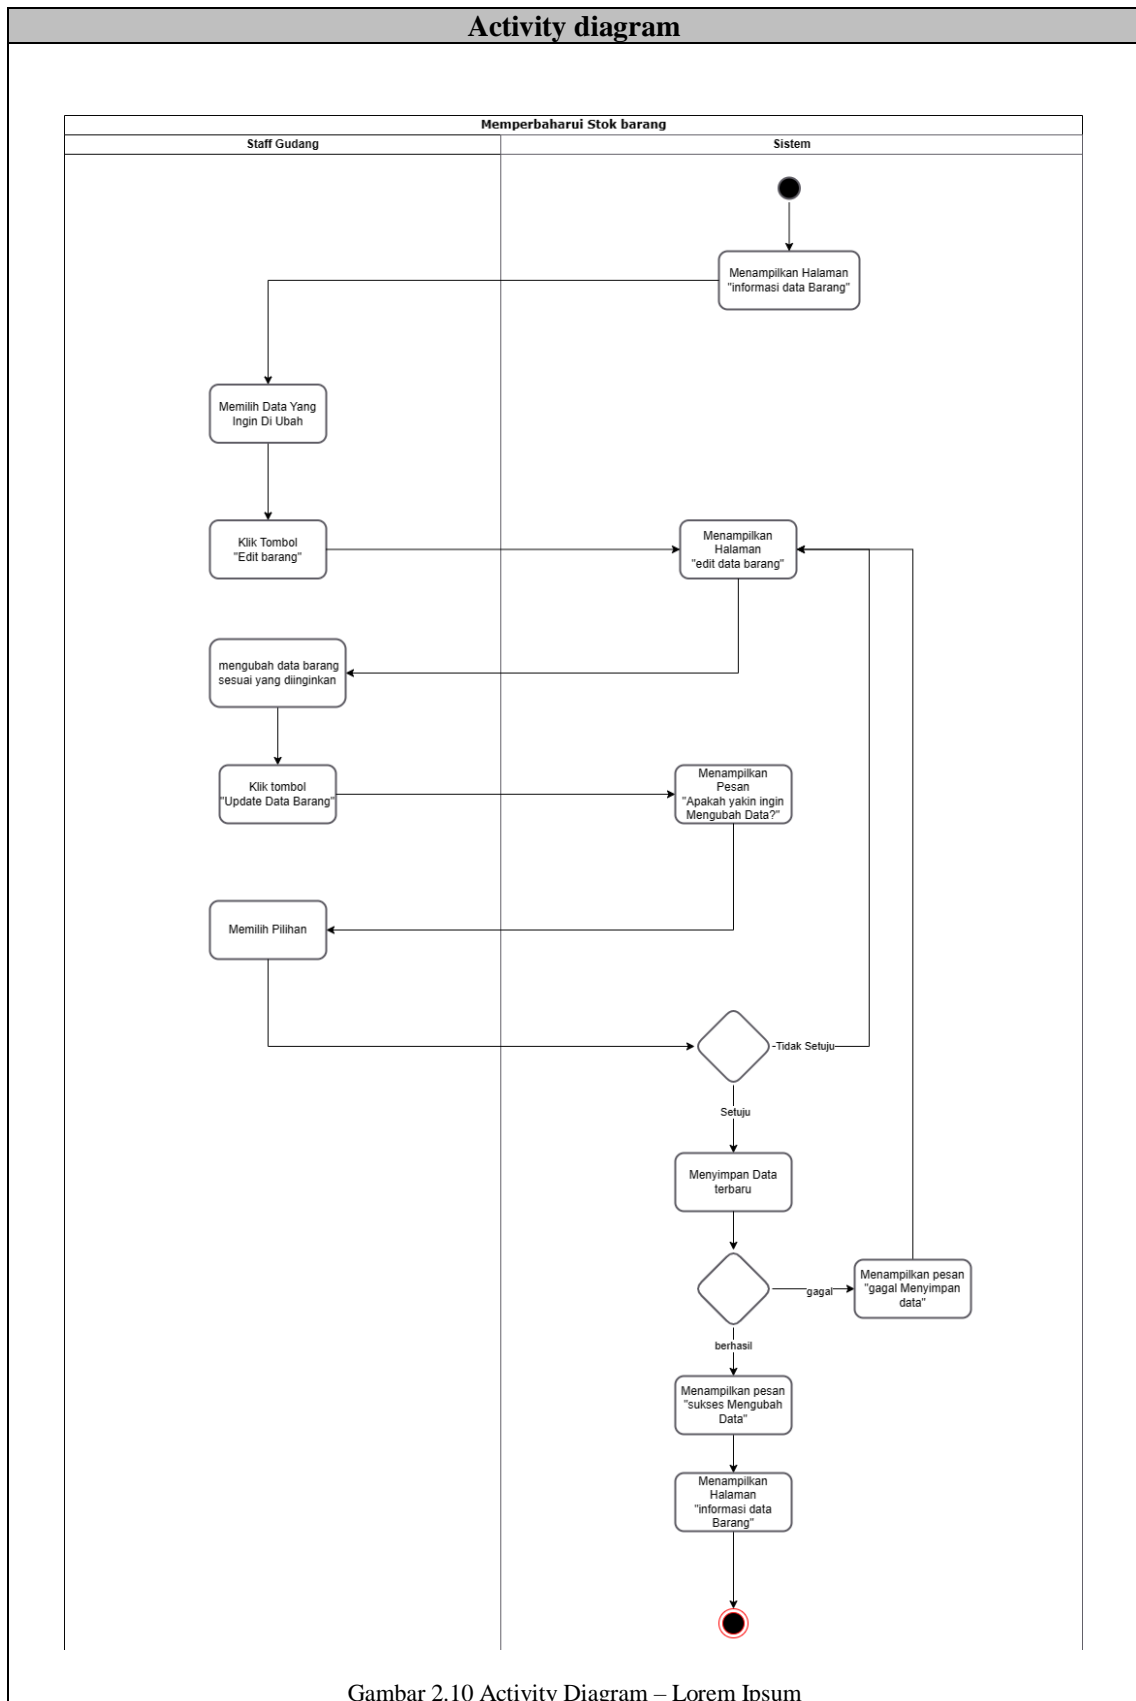 Activity diagram
Memperbaharui Stok barang
Staff Gudang
Sistem
Menampilkan Halaman
"informasi data Barang"
Memilih Data Yang
Ingin Di Ubah
Klik Tombol
"Edit barang"
Menampilkan
Halaman
"edit data barang"
mengubah data barang
sesuai yang diinginkan
Klik tombol
"Update Data Barang"
Menampilkan
Pesan
"Apakah yakin ingin
Mengubah Data?"
Memilih Pilihan
Tidak Setuju
Setuju
Menyimpan Data
terbaru
gagal
Menampilkan pesan
"gagal Menyimpan
data"
berhasil
Menampilkan pesan
"sukses Mengubah
Data"
Menampilkan
Halaman
"informasi data
Barang"
Gambar 2.10 Activity Diagram – Lorem Ipsum